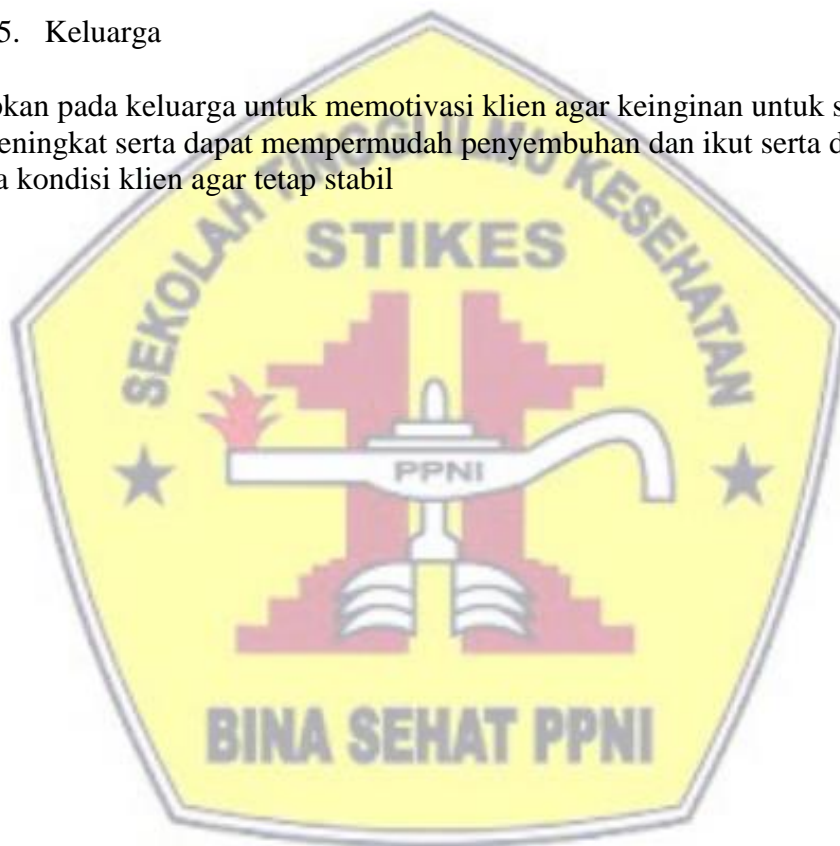 5. Keluarga
pkan pada keluarga untuk memotivasi klien agar keinginan untuk s
eningkat serta dapat mempermudah penyembuhan dan ikut serta d
a kondisi klien agar tetap stabil
SEKOLAH TINGGI ILMU KESEHATAN
STIKES
PPNI
BINA SEHAT PPNI